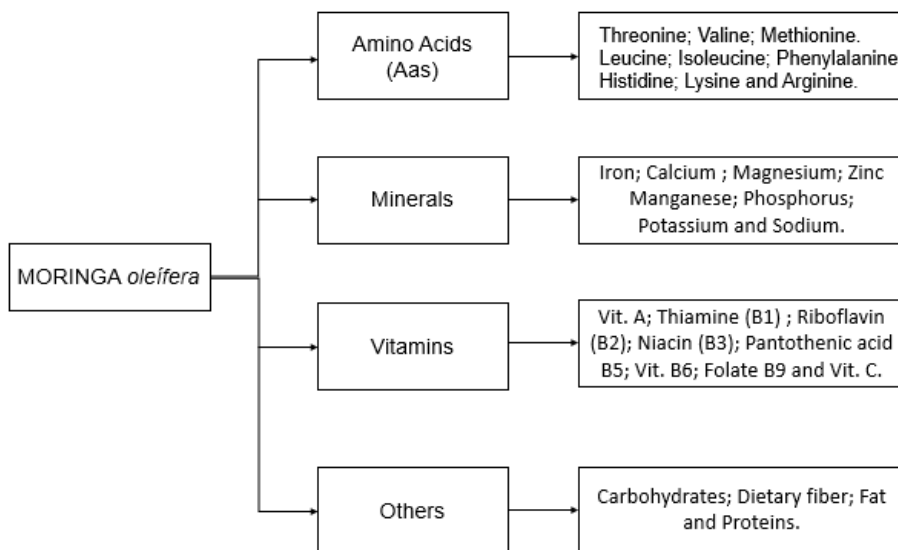 Amino Acids
(Aas)
Threonine; Valine; Methionine.
Leucine; Isoleucine; Phenylalanine
Histidine; Lysine and Arginine.
Minerals
Iron; Calcium ; Magnesium; Zinc
Manganese; Phosphorus;
Potassium and Sodium.
MORINGA oleífera
Vitamins
Vit. A; Thiamine (B1) ; Riboflavin
(B2); Niacin (B3); Pantothenic acid
B5; Vit. B6; Folate B9 and Vit. C.
Others
Carbohydrates; Dietary fiber; Fat
and Proteins.